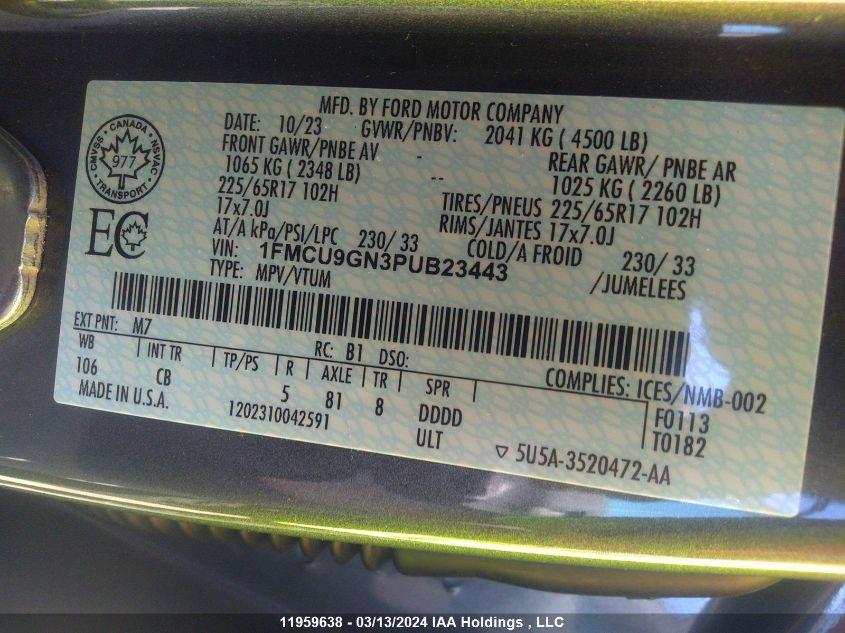 MFD. BY FORD MOTOR COMPANY
DATE: 10/23 GVWR/PNBV: 2041 KG ( 4500 LB)
FRONT GAWR/PNBE AV - REAR GAWR/ PNBE AR
1065 KG ( 2348 LB) -- 1025 KG ( 2260 LB)
225/65R17 102H TIRES/PNEUS 225/65R17 102H
17x7.0J RIMS/JANTES 17x7.0J
AT/A kPa/PSI/LPC 230/ 33 COLD/A FROID 230/ 33
VIN: 1FMCU9GN3PUB23443 /JUMELEES
TYPE: MPV/VTUM
CANADA
CMVSS NSVAC
977
TRANSPORT
EC
EXT PNT: M7 RC: B1 DSO: COMPLIES: ICES/NMB-002
WB INT TR TP/PS R AXLE TR SPR F0113
106 CB 5 81 8 DDDD T0182
MADE IN U.S.A. 1202310042591 ULT 5U5A-3520472-AA
11959638 - 03/13/2024 IAA Holdings , LLC.